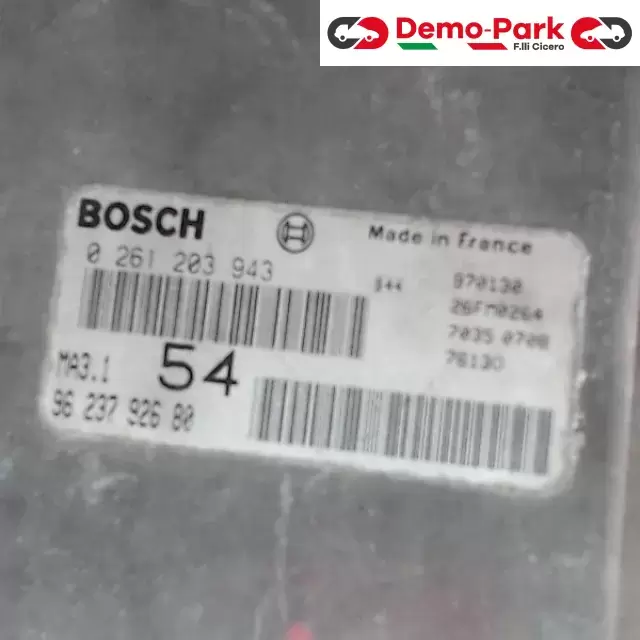 Demo-Park
F.lli Cicero
BOSCH
Made in France
0 261 203 943
970130
26FM0264
7035 0708
76130
MA3.1
54
96 237 926 80